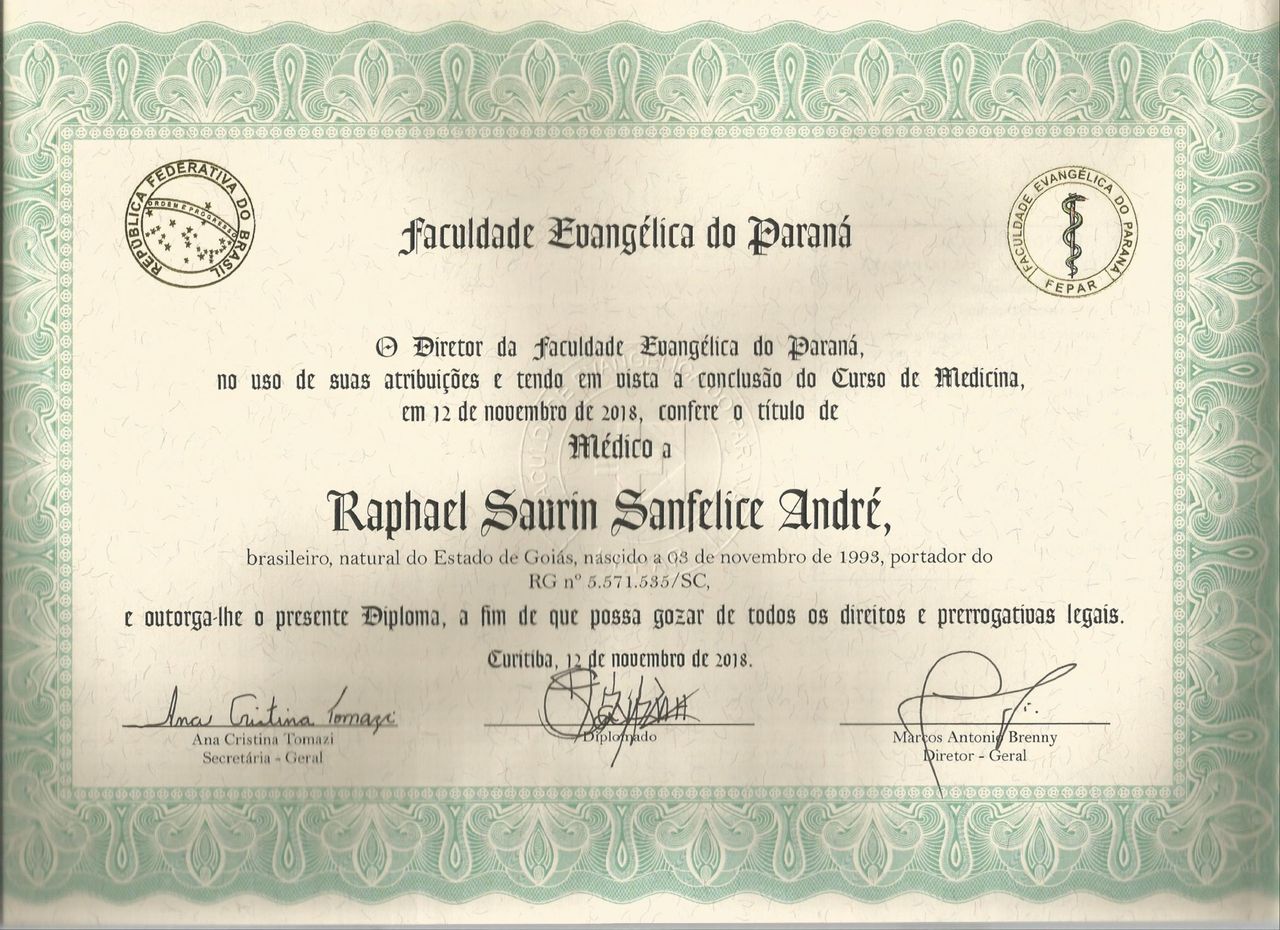 REPÚBLICA FEDERATIVA DO BRASIL
ORDEM E PROGRESSO
FACULDADE EVANGÉLICA DO PARANÁ
FEPAR
Faculdade Evangélica do Paraná
O Diretor da Faculdade Evangélica do Paraná,
no uso de suas atribuições e tendo em vista a conclusão do Curso de Medicina,
em 12 de novembro de 2018, confere o título de
Médico a
Raphael Saurin Sanfelice André,
brasileiro, natural do Estado de Goiás, nascido a 03 de novembro de 1993, portador do
RG nº 5.571.535/SC,
e outorga-lhe o presente Diploma, a fim de que possa gozar de todos os direitos e prerrogativas legais.
Curitiba, 12 de novembro de 2018.
Ana Cristina Tomazi
Ana Cristina Tomazi
Secretária - Geral
Diplomado
Marcos Antonio Brenny
Diretor - Geral